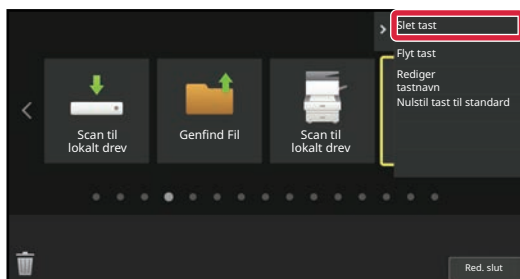 Slet tast
Flyt tast
Rediger
tastnavn
Nulstil tast til standard
Scan til
lokalt drev
Genfind Fil
Scan til
lokalt drev
Red. slut